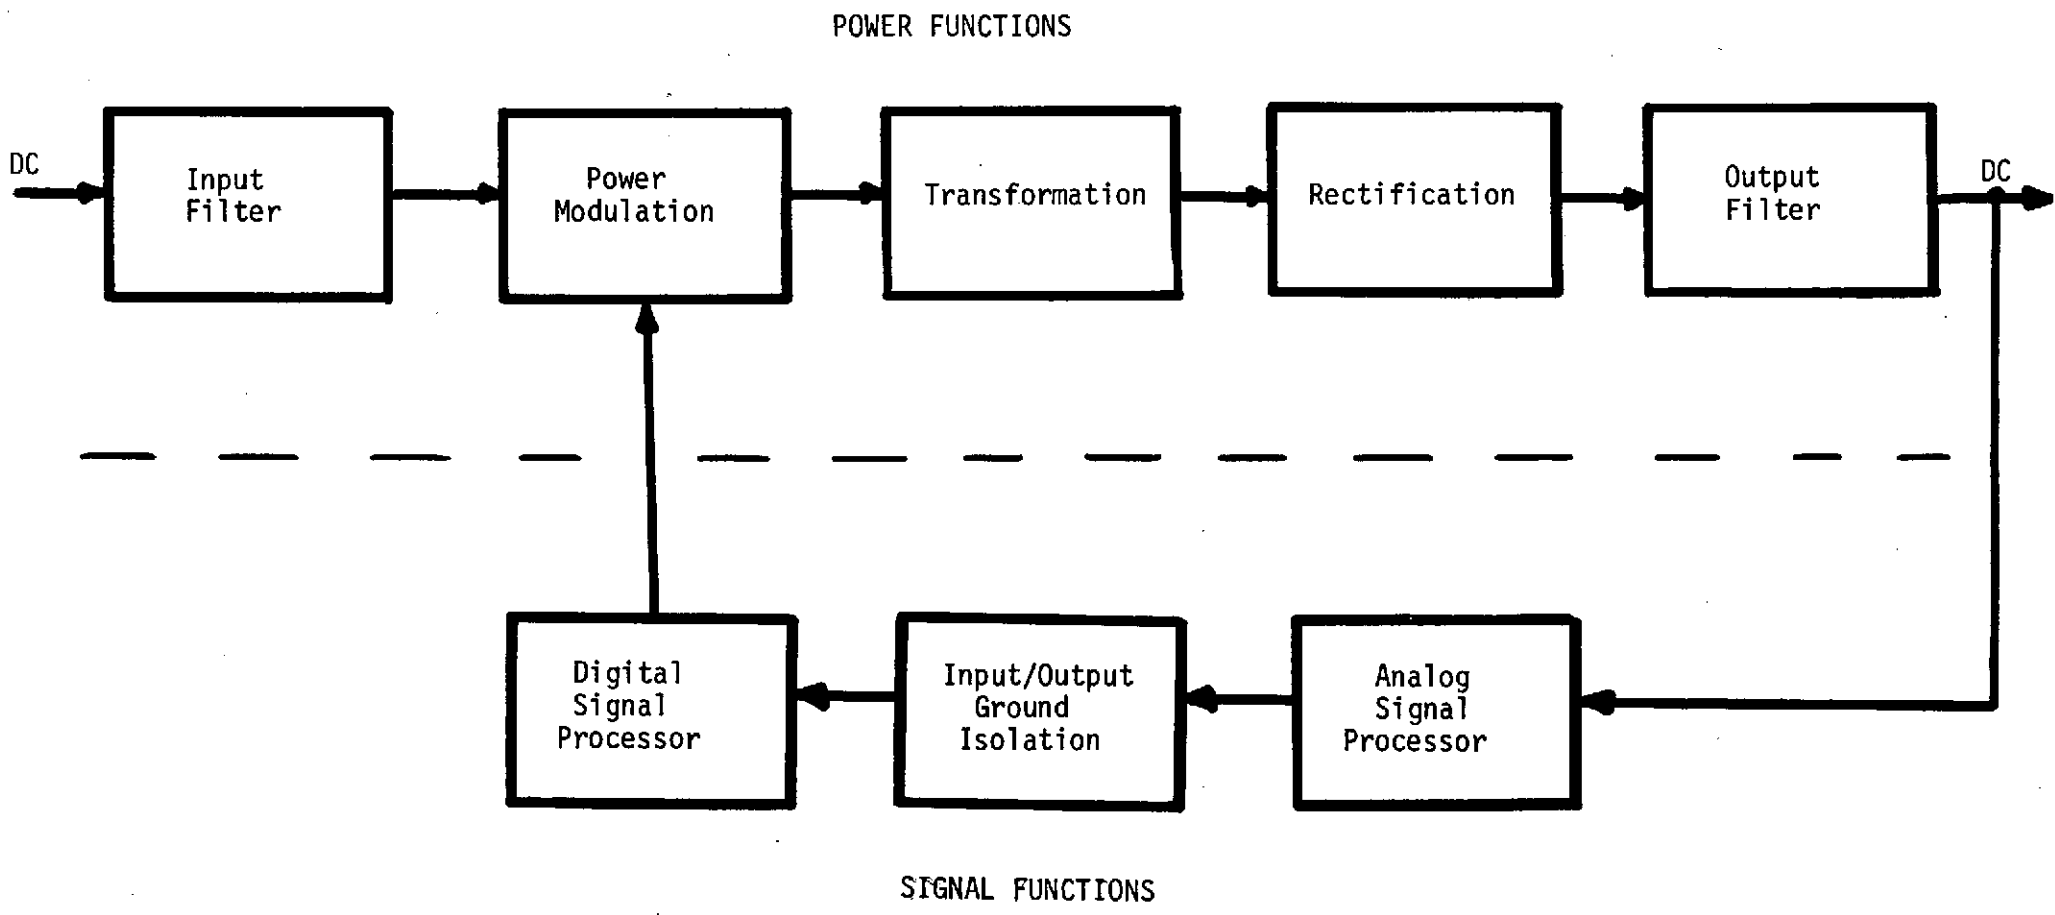 POWER FUNCTIONS
DC
Input
Filter
Power
Modulation
Transformation
Rectification
Output
Filter
DC
Digital
Signal
Processor
Input/Output
Ground
Isolation
Analog
Signal
Processor
SIGNAL FUNCTIONS